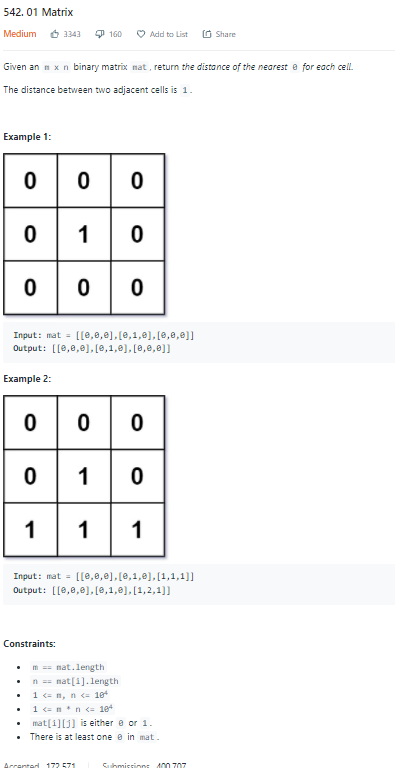 542. 01 Matrix
Medium 3343 160 Add to List Share
Given an m x n binary matrix mat, return the distance of the nearest 0 for each cell.
The distance between two adjacent cells is 1.
Example 1:
0 0 0
0 1 0
0 0 0
Input: mat = [[0,0,0],[0,1,0],[0,0,0]]
Output: [[0,0,0],[0,1,0],[0,0,0]]
Example 2:
0 0 0
0 1 0
1 1 1
Input: mat = [[0,0,0],[0,1,0],[1,1,1]]
Output: [[0,0,0],[0,1,0],[1,2,1]]
Constraints:
• m == mat.length
• n == mat[i].length
• 1 <= m, n <= 10⁴
• 1 <= m * n <= 10⁴
• mat[i][j] is either 0 or 1.
• There is at least one 0 in mat.
Accepted 172,571 Submissions 400,707